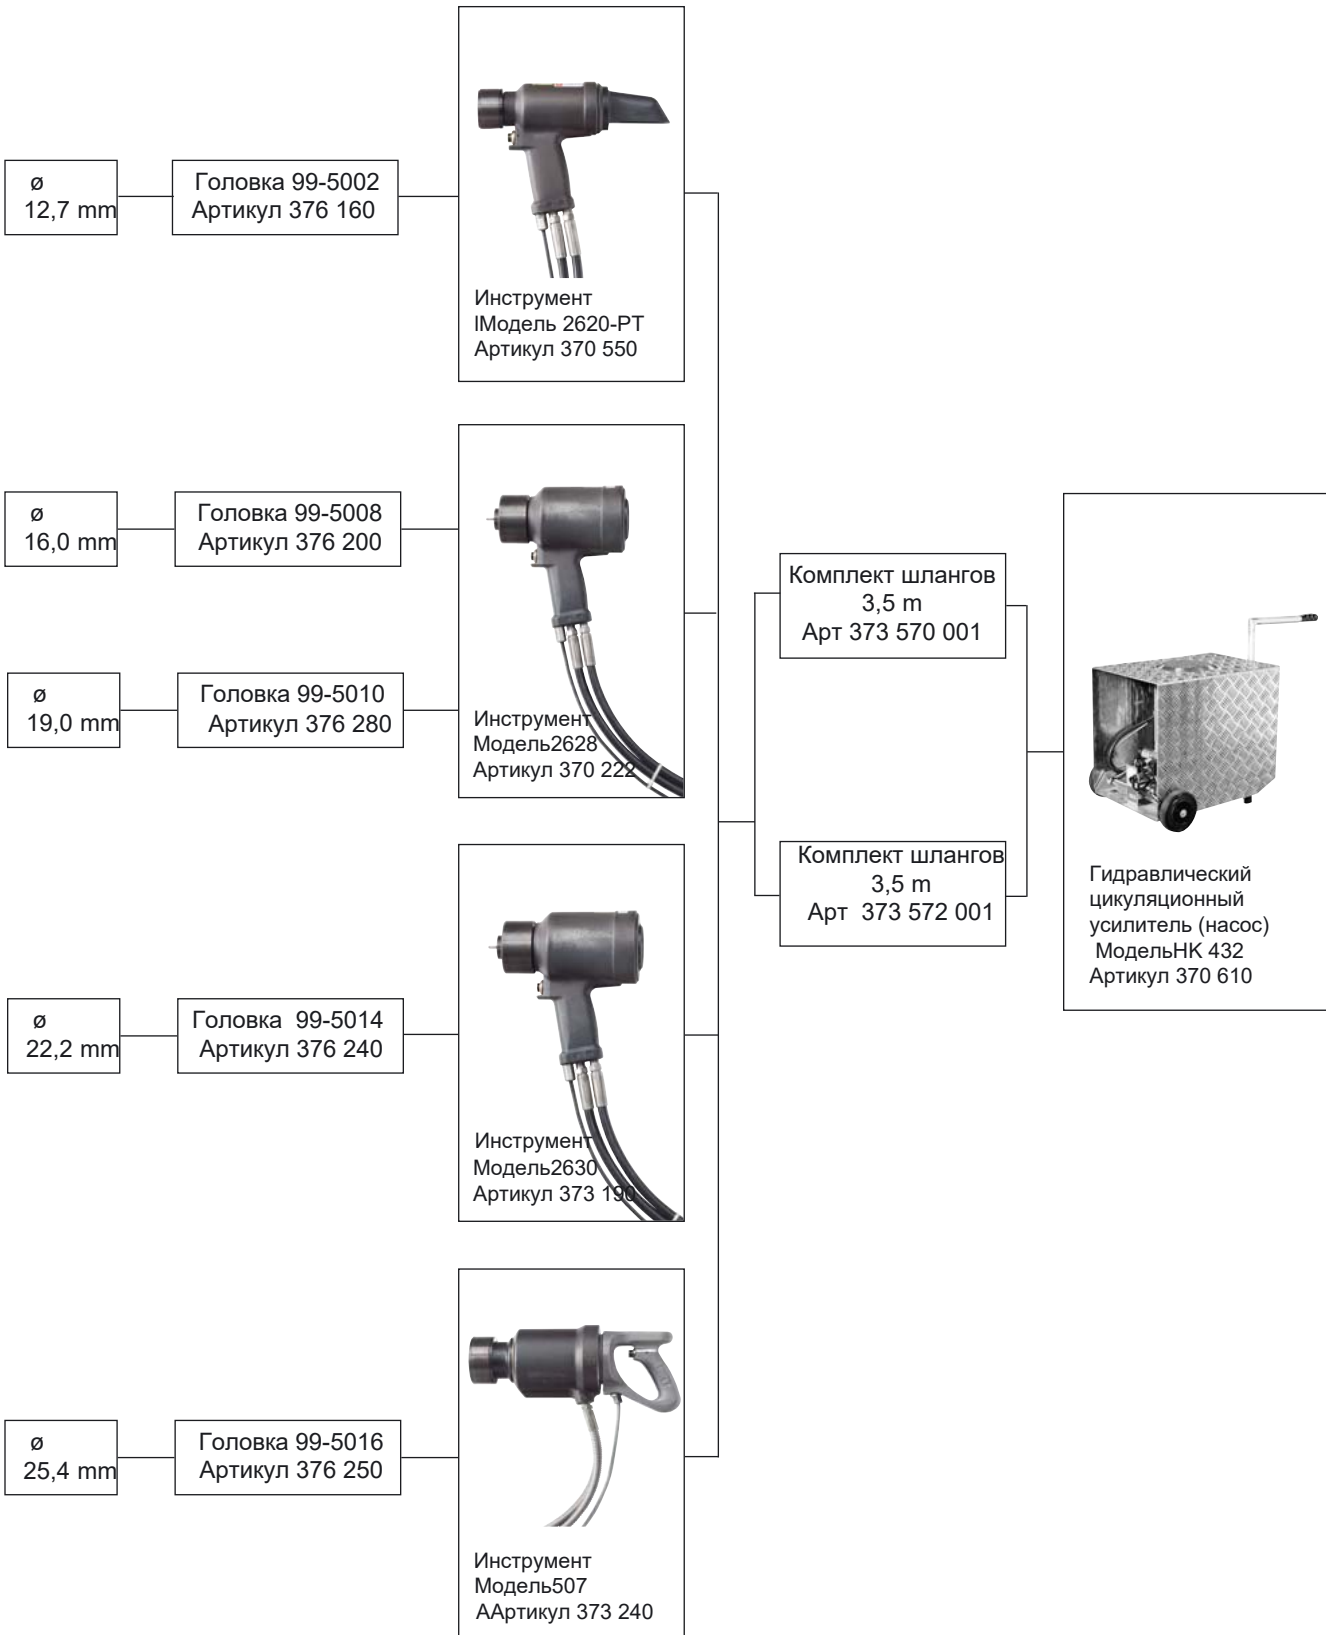 ø
12,7 mm
Головка 99-5002
Артикул 376 160
Инструмент
IМодель 2620-PT
Артикул 370 550
ø
16,0 mm
Головка 99-5008
Артикул 376 200
ø
19,0 mm
Головка 99-5010
Артикул 376 280
Инструмент
Модель2628
Артикул 370 222
Комплект шлангов
3,5 m
Арт 373 570 001
Комплект шлангов
3,5 m
Арт 373 572 001
Гидравлический
цикуляционный
усилитель (насос)
МодельHK 432
Артикул 370 610
ø
22,2 mm
Головка 99-5014
Артикул 376 240
Инструмент
Модель2630
Артикул 373 190
ø
25,4 mm
Головка 99-5016
Артикул 376 250
Инструмент
Модель507
ААртикул 373 240